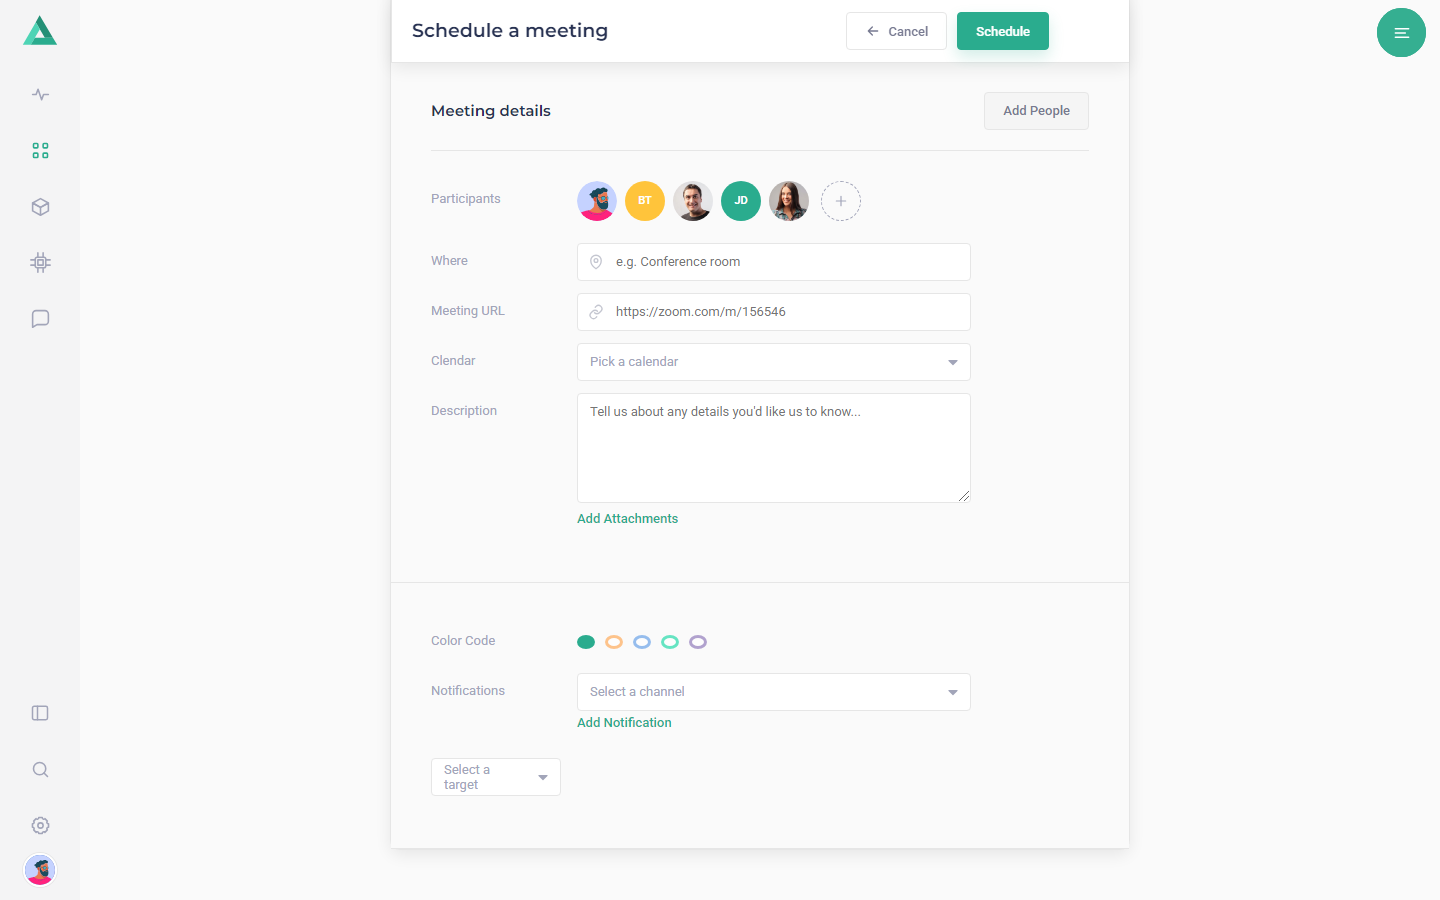 Schedule a meeting
Cancel
Schedule
Meeting details
Add People
Participants
BT
JD
Where
e.g. Conference room
Meeting URL
https://zoom.com/m/156546
Clendar
Pick a calendar
Description
Tell us about any details you'd like us to know...
Add Attachments
Color Code
Notifications
Select a channel
Add Notification
Select a
target